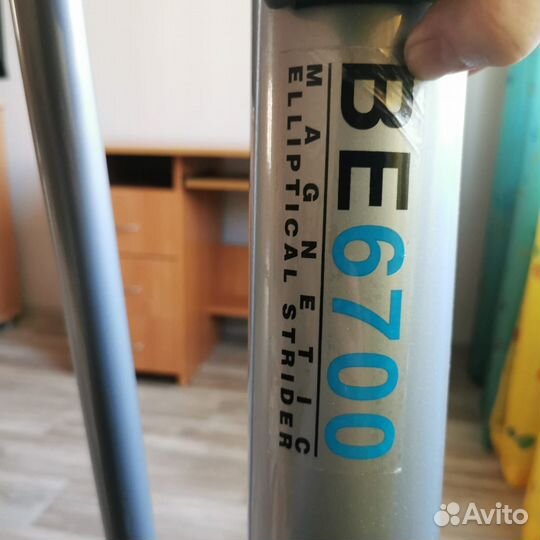 BE6700
MAGNETIC
ELLIPTICAL STRIDER
Avito